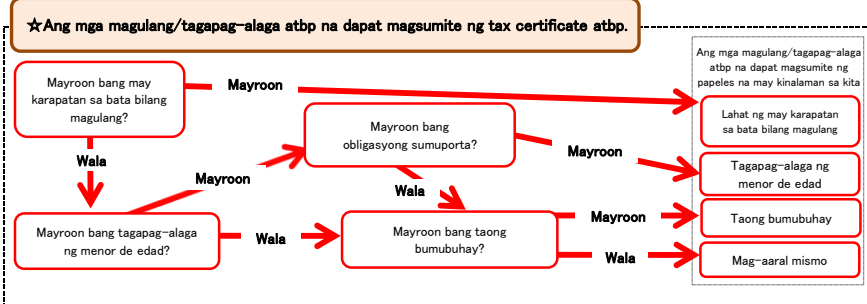 ☆Ang mga magulang/tagapag-alaga atbp na dapat magsumite ng tax certificate atbp.
Ang mga magulang/tagapag-alaga
atbp na dapat magsumite ng
papeles na may kinalaman sa kita
Mayroon bang may
karapatan sa bata bilang
magulang?
Mayroon
Lahat ng may karapatan
sa bata bilang magulang
Wala
Mayroon bang
obligasyong sumuporta?
Mayroon
Tagapag-alaga ng
menor de edad
Mayroon
Wala
Mayroon bang tagapag-alaga
ng menor de edad?
Wala
Mayroon bang taong
bumubuhay?
Mayroon
Taong bumubuhay
Wala
Mag-aaral mismo